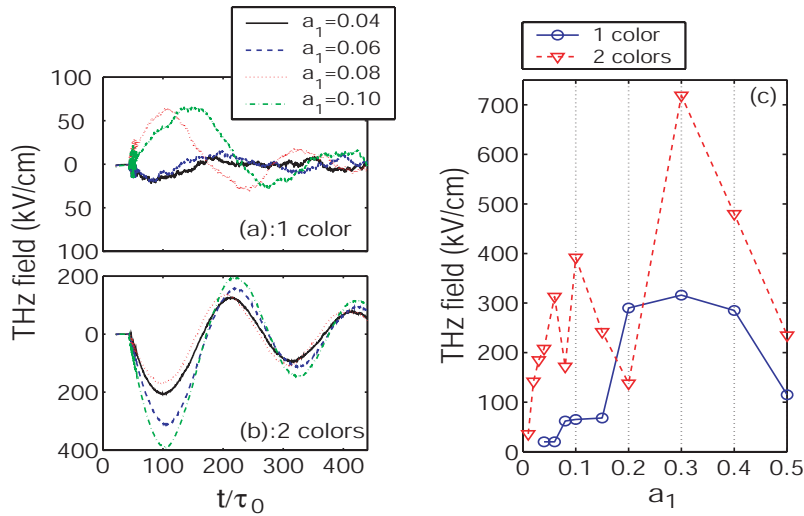 a₁=0.04
a₁=0.06
a₁=0.08
a₁=0.10
100
50
0
50
100
(a):1 color
THz field (kV/cm)
200
0
200
400
(b):2 colors
0 100 200 300 400
t/τ₀
1 color
2 colors
(c)
700
600
500
400
300
200
100
0
THz field (kV/cm)
0 0.1 0.2 0.3 0.4 0.5
a₁